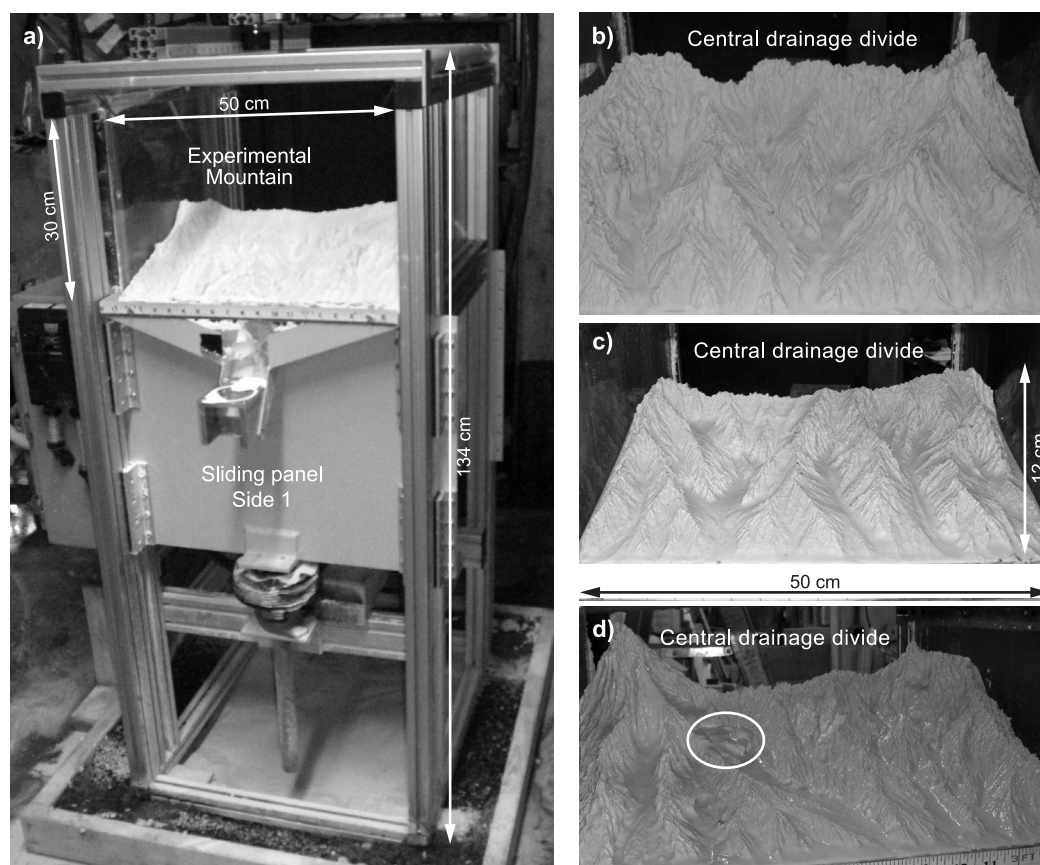 a)
50 cm
Experimental
Mountain
30 cm
134 cm
Sliding panel
Side 1
b)
Central drainage divide
c)
Central drainage divide
12 cm
50 cm
d)
Central drainage divide